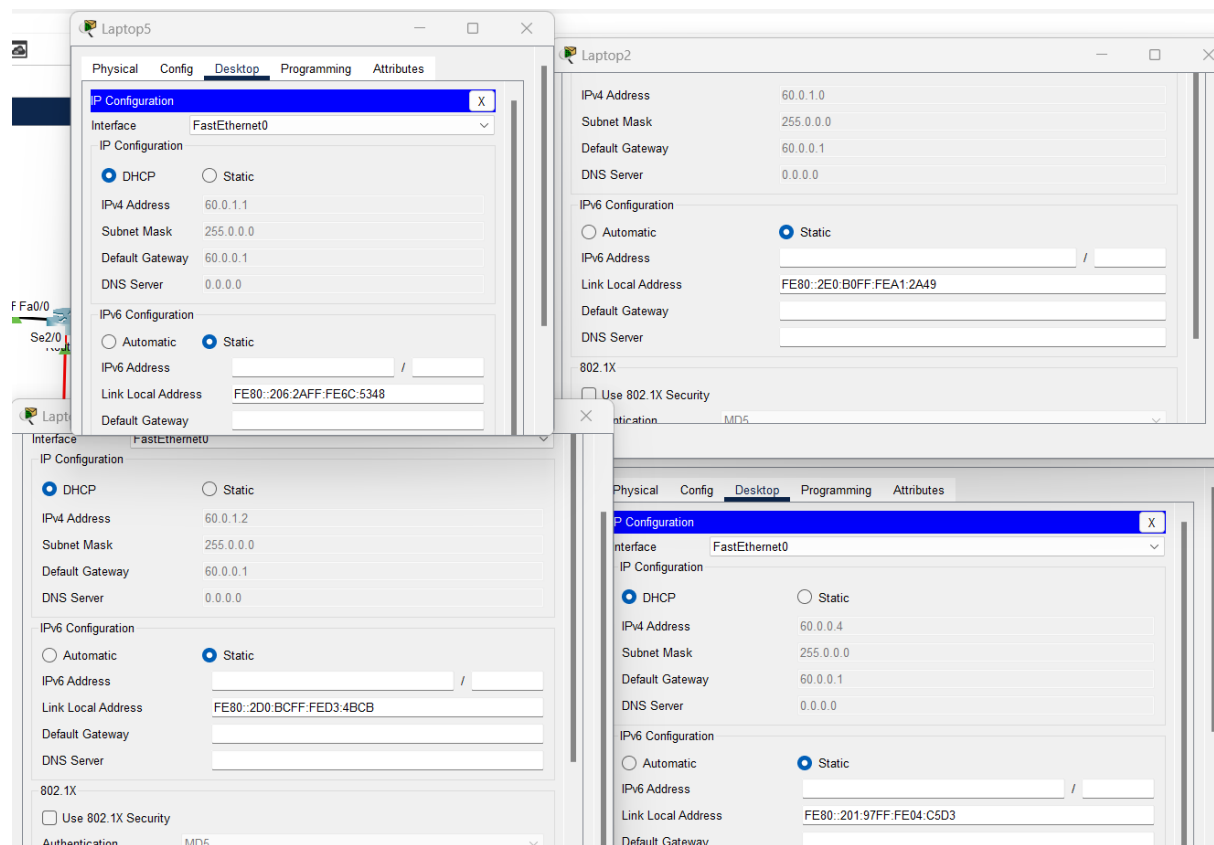 Laptop5
Physical Config Desktop Programming Attributes
IP Configuration X
Interface FastEthernet0
IP Configuration
DHCP Static
IPv4 Address 60.0.1.1
Subnet Mask 255.0.0.0
Default Gateway 60.0.0.1
DNS Server 0.0.0.0
IPv6 Configuration
Automatic Static
IPv6 Address /
Link Local Address FE80::206:2AFF:FE6C:5348
Default Gateway
Laptop2
IPv4 Address 60.0.1.0
Subnet Mask 255.0.0.0
Default Gateway 60.0.0.1
DNS Server 0.0.0.0
IPv6 Configuration
Automatic Static
IPv6 Address /
Link Local Address FE80::2E0:B0FF:FEA1:2A49
Default Gateway
DNS Server
802.1X
Use 802.1X Security
ntication MD5
F Fa0/0
Se2/0
Lapt
Interface FastEthernet0
IP Configuration
DHCP Static
IPv4 Address 60.0.1.2
Subnet Mask 255.0.0.0
Default Gateway 60.0.0.1
DNS Server 0.0.0.0
IPv6 Configuration
Automatic Static
IPv6 Address /
Link Local Address FE80::2D0:BCFF:FED3:4BCB
Default Gateway
DNS Server
802.1X
Use 802.1X Security
Authentication MD5
Physical Config Desktop Programming Attributes
P Configuration X
nterface FastEthernet0
IP Configuration
DHCP Static
IPv4 Address 60.0.0.4
Subnet Mask 255.0.0.0
Default Gateway 60.0.0.1
DNS Server 0.0.0.0
IPv6 Configuration
Automatic Static
IPv6 Address /
Link Local Address FE80::201:97FF:FE04:C5D3
Default Gateway